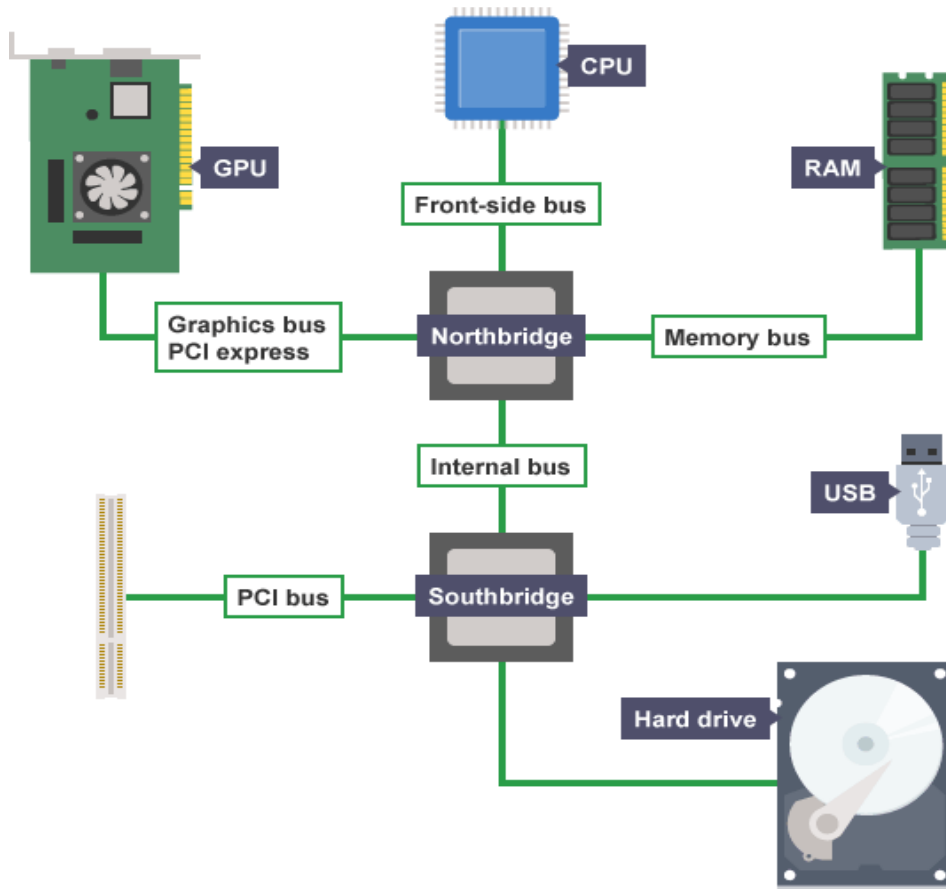 CPU
GPU
RAM
Front-side bus
Graphics bus
PCI express
Northbridge
Memory bus
Internal bus
USB
PCI bus
Southbridge
Hard drive